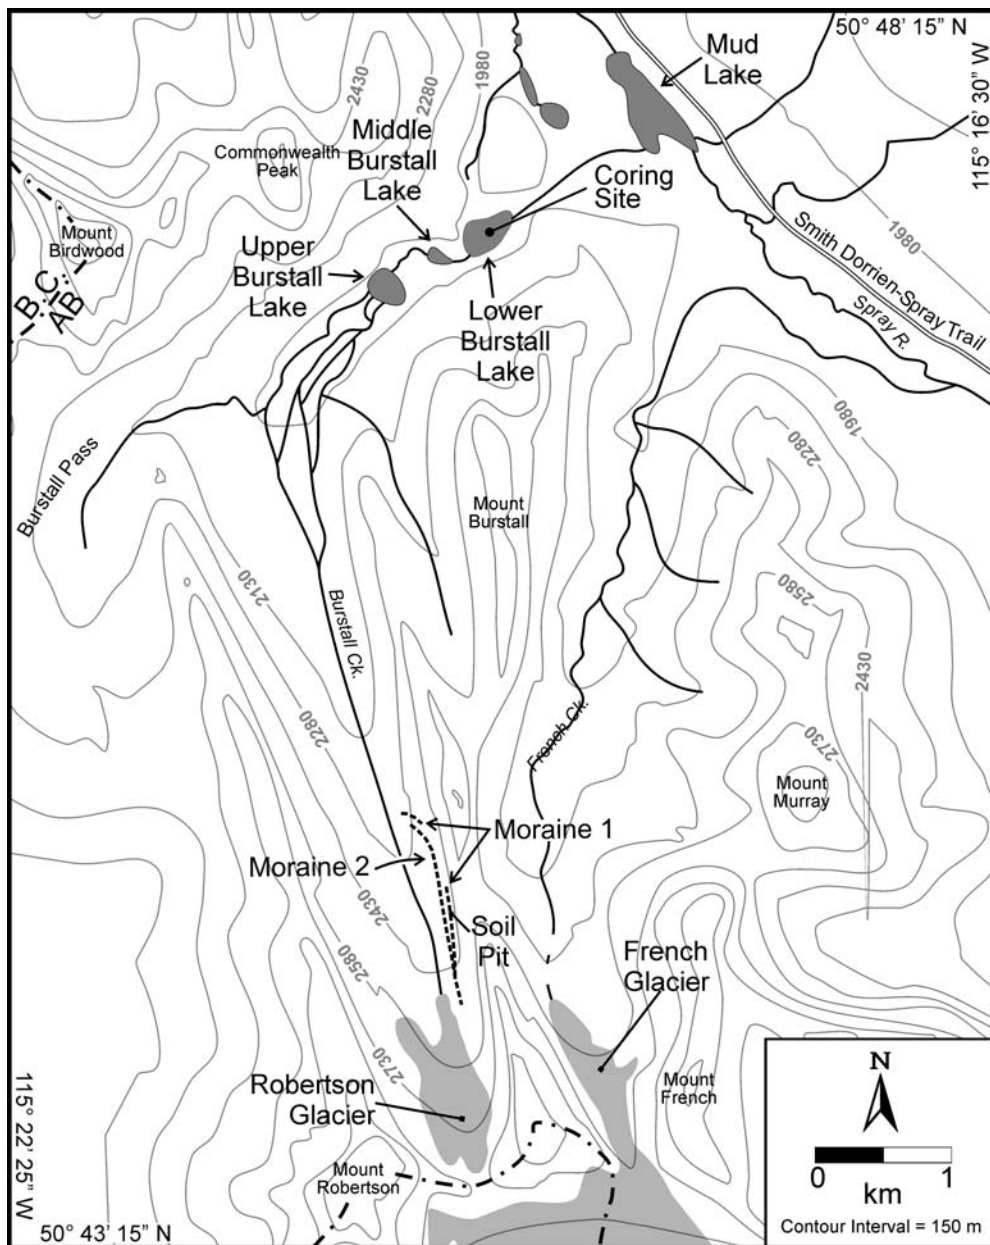 50° 48' 15" N
115° 16' 30" W
Mud
Lake
1980
2430
2280
Middle
Burstall
Lake
Commonwealth
Peak
Coring
Site
Mount
Birdwood
Upper
Burstall
Lake
B.C.
AB
Lower
Burstall
Lake
Smith Dorrien-Spray Trail
Spray R.
1980
Burstall Pass
1980
2280
Mount
Burstall
2130
2580
Burstall Ck.
2430
2280
French Ck.
2730
Mount
Murray
Moraine 1
Moraine 2
2430
Soil
Pit
2580
French
Glacier
2730
Robertson
Glacier
Mount
French
Mount
Robertson
115° 22' 25" W
50° 43' 15" N
N
0 1
km
Contour Interval = 150 m